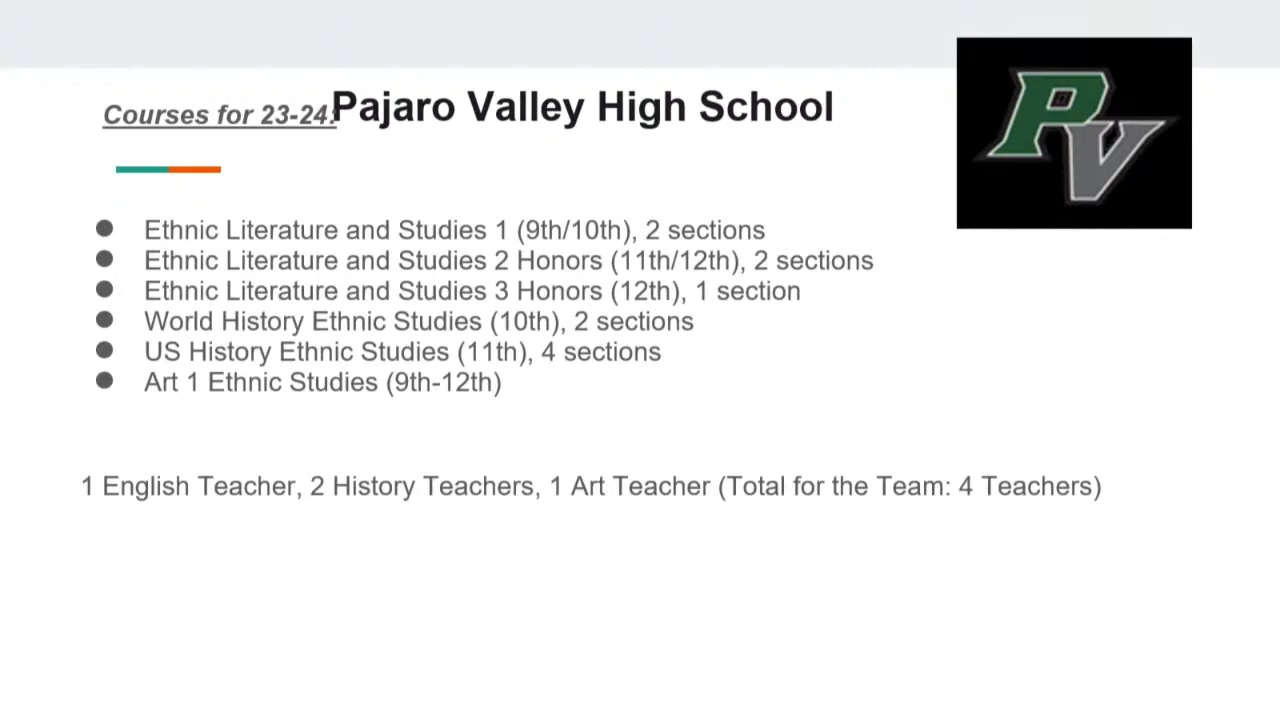 Courses for 23-24:
Pajaro Valley High School
PV
Ethnic Literature and Studies 1 (9th/10th), 2 sections
Ethnic Literature and Studies 2 Honors (11th/12th), 2 sections
Ethnic Literature and Studies 3 Honors (12th), 1 section
World History Ethnic Studies (10th), 2 sections
US History Ethnic Studies (11th), 4 sections
Art 1 Ethnic Studies (9th-12th)
1 English Teacher, 2 History Teachers, 1 Art Teacher (Total for the Team: 4 Teachers)